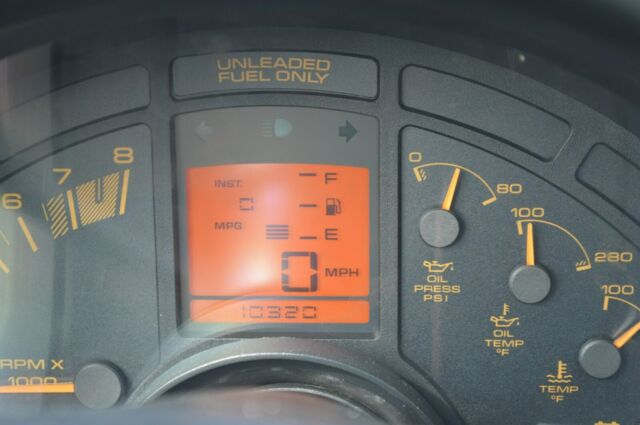 UNLEADED
FUEL ONLY
6 7 8
INST.
0
MPG
F
E
0 MPH
10320
RPM X
1000
0 80
OIL
PRESS
PSI
100 280
OIL
TEMP
°F
100
TEMP
°F